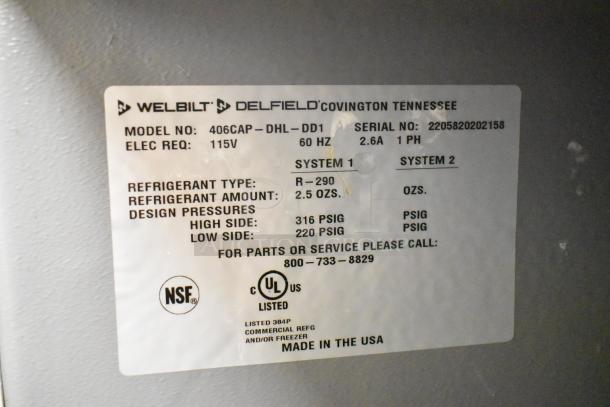 WELBILT DELFIELD® COVINGTON TENNESSEE
MODEL NO: 406CAP-DHL-DD1 SERIAL NO: 2205820202158
ELEC REQ: 115V 60 HZ 2.6A 1 PH
SYSTEM 1 SYSTEM 2
REFRIGERANT TYPE: R-290
REFRIGERANT AMOUNT: 2.5 OZS. OZS.
DESIGN PRESSURES
HIGH SIDE: 316 PSIG PSIG
LOW SIDE: 220 PSIG PSIG
FOR PARTS OR SERVICE PLEASE CALL:
800-733-8829
NSF®
C UL US
LISTED
LISTED 384P
COMMERCIAL REFG
AND/OR FREEZER
MADE IN THE USA